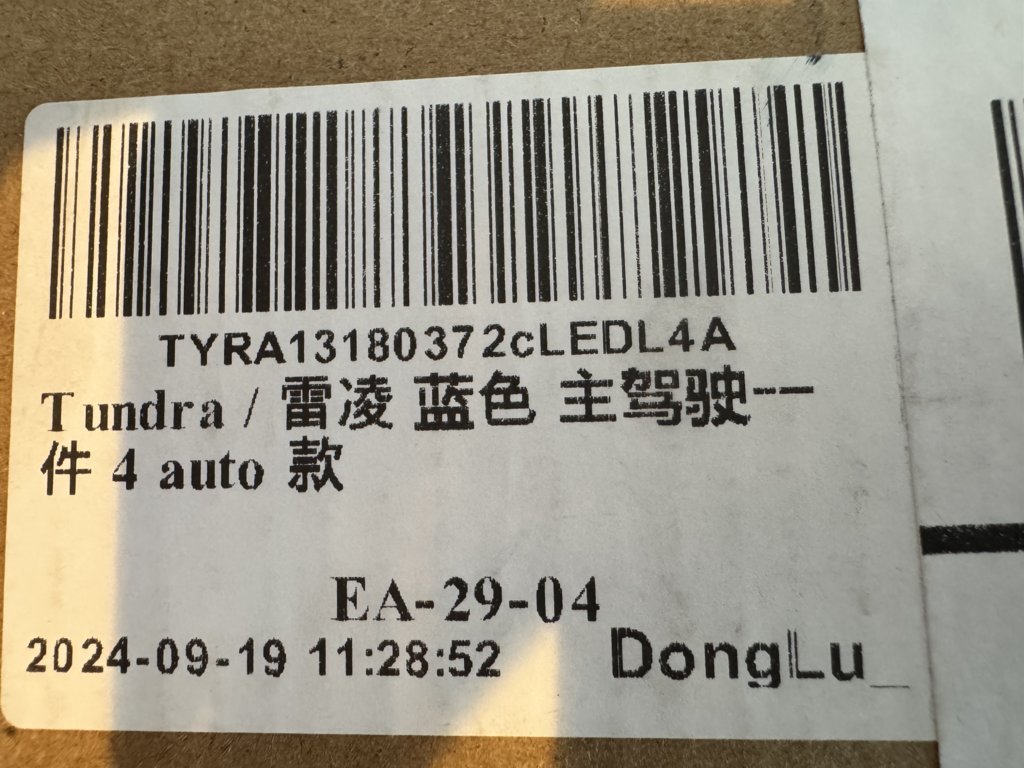 TYRA13180372cLEDL4A
Tundra / 雷凌 蓝色 主驾驶--一
件 4 auto 款
EA-29-04
2024-09-19 11:28:52 DongLu_